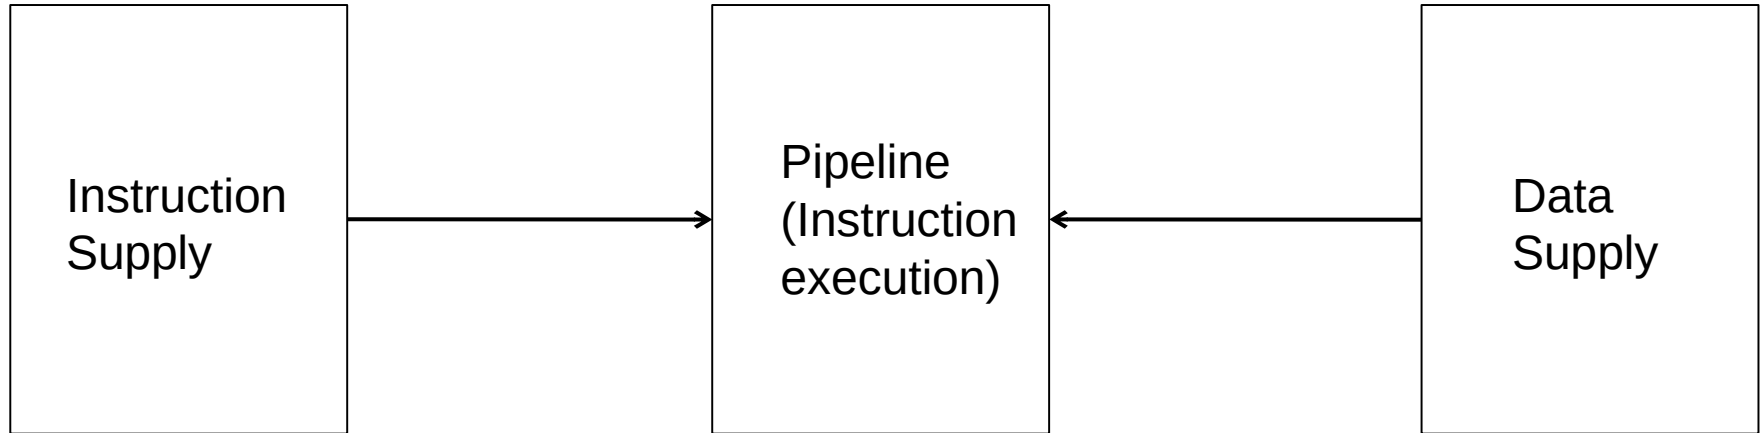 Instruction
Supply
Pipeline
(Instruction
execution)
Data
Supply